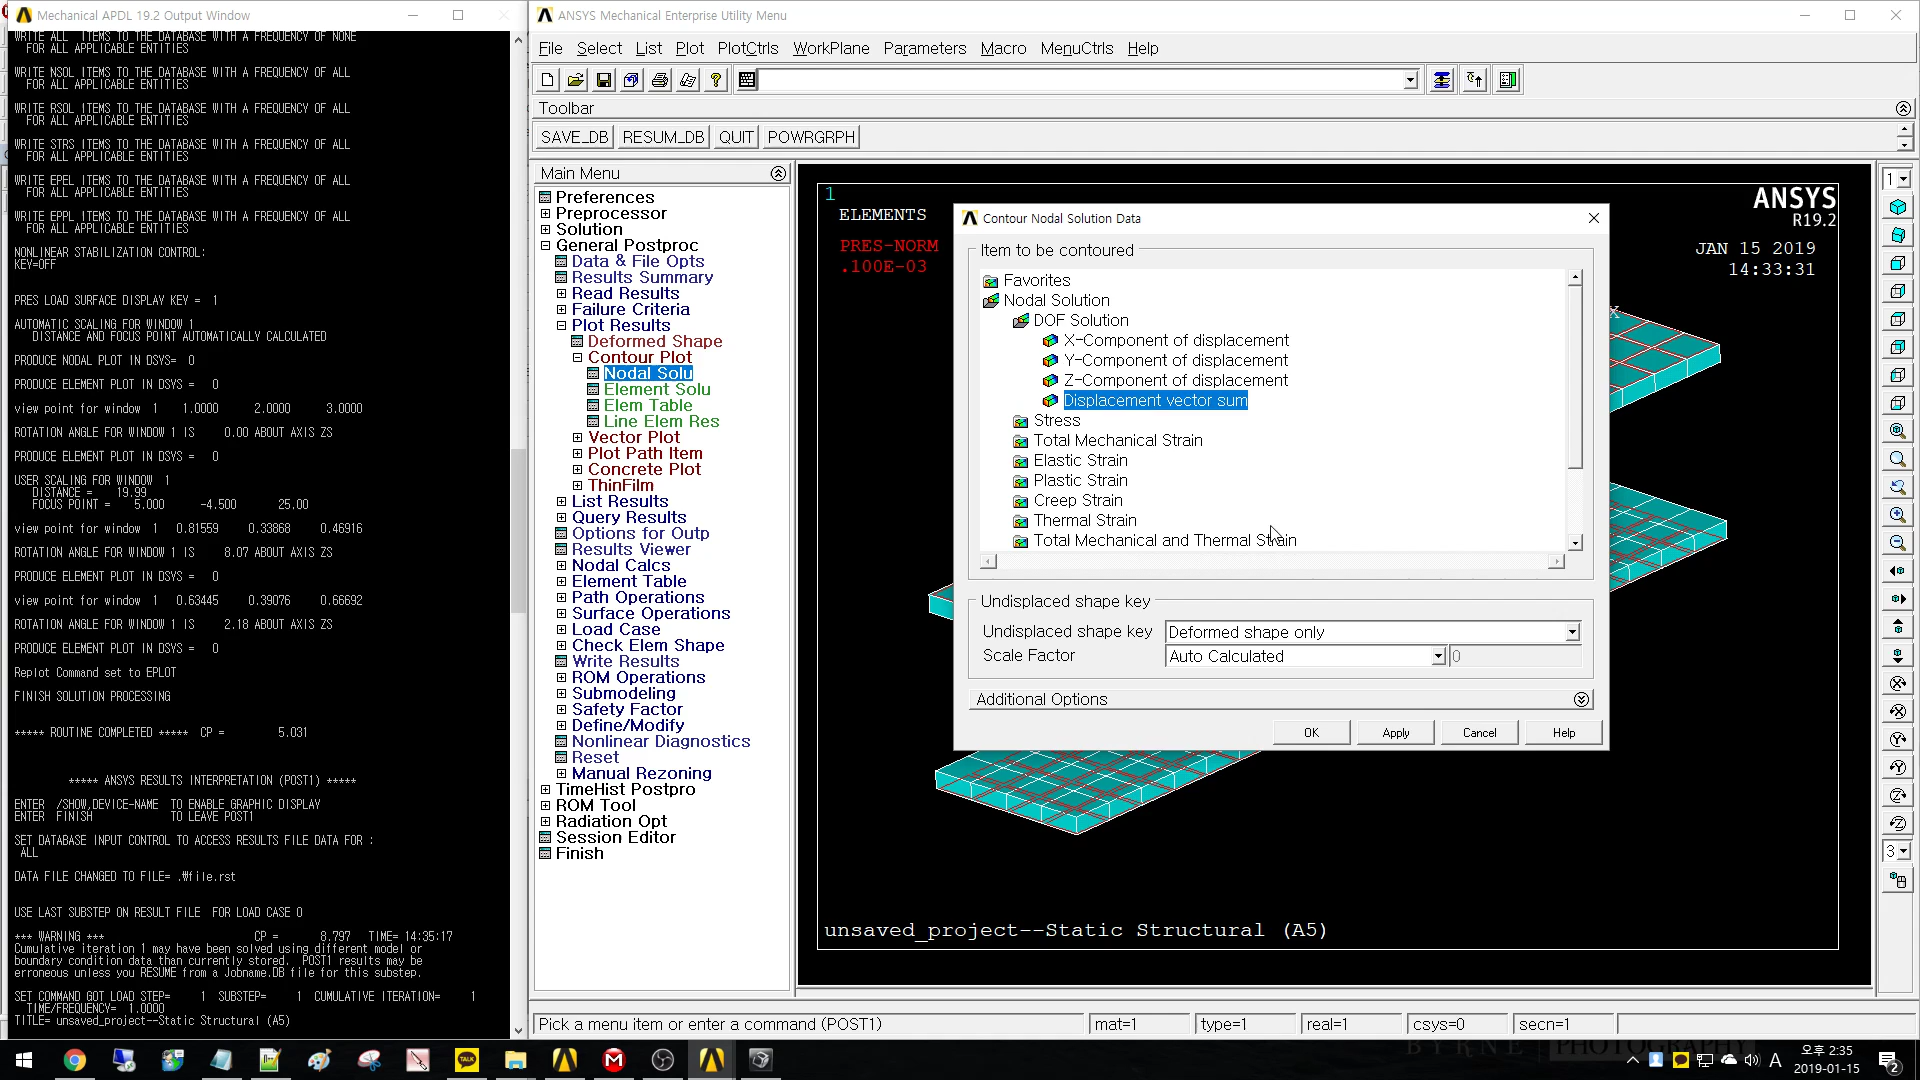 Mechanical APDL 19.2 Output Window
WRITE ALL ITEMS TO THE DATABASE WITH A FREQUENCY OF NONE
FOR ALL APPLICABLE ENTITIES
WRITE NSOL ITEMS TO THE DATABASE WITH A FREQUENCY OF ALL
FOR ALL APPLICABLE ENTITIES
WRITE RSOL ITEMS TO THE DATABASE WITH A FREQUENCY OF ALL
FOR ALL APPLICABLE ENTITIES
WRITE STRS ITEMS TO THE DATABASE WITH A FREQUENCY OF ALL
FOR ALL APPLICABLE ENTITIES
WRITE EPEL ITEMS TO THE DATABASE WITH A FREQUENCY OF ALL
FOR ALL APPLICABLE ENTITIES
WRITE EPPL ITEMS TO THE DATABASE WITH A FREQUENCY OF ALL
FOR ALL APPLICABLE ENTITIES
NONLINEAR STABILIZATION CONTROL:
KEY=OFF
PRES LOAD SURFACE DISPLAY KEY = 1
AUTOMATIC SCALING FOR WINDOW 1
DISTANCE AND FOCUS POINT AUTOMATICALLY CALCULATED
PRODUCE NODAL PLOT IN DSYS= 0
PRODUCE ELEMENT PLOT IN DSYS = 0
view point for window 1 1.0000 2.0000 3.0000
ROTATION ANGLE FOR WINDOW 1 IS 0.00 ABOUT AXIS ZS
PRODUCE ELEMENT PLOT IN DSYS = 0
USER SCALING FOR WINDOW 1
DISTANCE = 19.99
FOCUS POINT = 5.000 -4.500 25.00
view point for window 1 0.81559 0.33868 0.46916
ROTATION ANGLE FOR WINDOW 1 IS 8.07 ABOUT AXIS ZS
PRODUCE ELEMENT PLOT IN DSYS = 0
view point for window 1 0.63445 0.39076 0.66692
ROTATION ANGLE FOR WINDOW 1 IS 2.18 ABOUT AXIS ZS
PRODUCE ELEMENT PLOT IN DSYS = 0
Replot Command set to EPLOT
FINISH SOLUTION PROCESSING
***** ROUTINE COMPLETED ***** CP = 5.031
***** ANSYS RESULTS INTERPRETATION (POST1) *****
ENTER /SHOW,DEVICE-NAME TO ENABLE GRAPHIC DISPLAY
ENTER FINISH TO LEAVE POST1
SET DATABASE INPUT CONTROL TO ACCESS RESULTS FILE DATA FOR :
ALL
DATA FILE CHANGED TO FILE= .₩file.rst
USE LAST SUBSTEP ON RESULT FILE FOR LOAD CASE 0
*** WARNING *** CP = 8.797 TIME= 14:35:17
Cumulative iteration 1 may have been solved using different model or
boundary condition data than currently stored. POST1 results may be
erroneous unless you RESUME from a Jobname.DB file for this substep.
SET COMMAND GOT LOAD STEP= 1 SUBSTEP= 1 CUMULATIVE ITERATION= 1
TIME/FREQUENCY= 1.0000
TITLE= unsaved_project--Static Structural (A5)
ANSYS Mechanical Enterprise Utility Menu
File Select List Plot PlotCtrls WorkPlane Parameters Macro MenuCtrls Help
Toolbar
SAVE_DB RESUM_DB QUIT POWRGRPH
Main Menu
Preferences
Preprocessor
Solution
General Postproc
Data & File Opts
Results Summary
Read Results
Failure Criteria
Plot Results
Deformed Shape
Contour Plot
Nodal Solu
Element Solu
Elem Table
Line Elem Res
Vector Plot
Plot Path Item
Concrete Plot
ThinFilm
List Results
Query Results
Options for Outp
Results Viewer
Nodal Calcs
Element Table
Path Operations
Surface Operations
Load Case
Check Elem Shape
Write Results
ROM Operations
Submodeling
Safety Factor
Define/Modify
Nonlinear Diagnostics
Reset
Manual Rezoning
TimeHist Postpro
ROM Tool
Radiation Opt
Session Editor
Finish
1
ELEMENTS
PRES-NORM
.100E-03
ANSYS
R19.2
JAN 15 2019
14:33:31
X
Contour Nodal Solution Data
Item to be contoured
Favorites
Nodal Solution
DOF Solution
X-Component of displacement
Y-Component of displacement
Z-Component of displacement
Displacement vector sum
Stress
Total Mechanical Strain
Elastic Strain
Plastic Strain
Creep Strain
Thermal Strain
Total Mechanical and Thermal Strain
Undisplaced shape key
Undisplaced shape key Deformed shape only
Scale Factor Auto Calculated 0
Additional Options
OK Apply Cancel Help
unsaved_project--Static Structural (A5)
1
3
Pick a menu item or enter a command (POST1) mat=1 type=1 real=1 csys=0 secn=1
BYRNE PHOTOGRAPHY
TALK
A
오후 2:35
2019-01-15
2